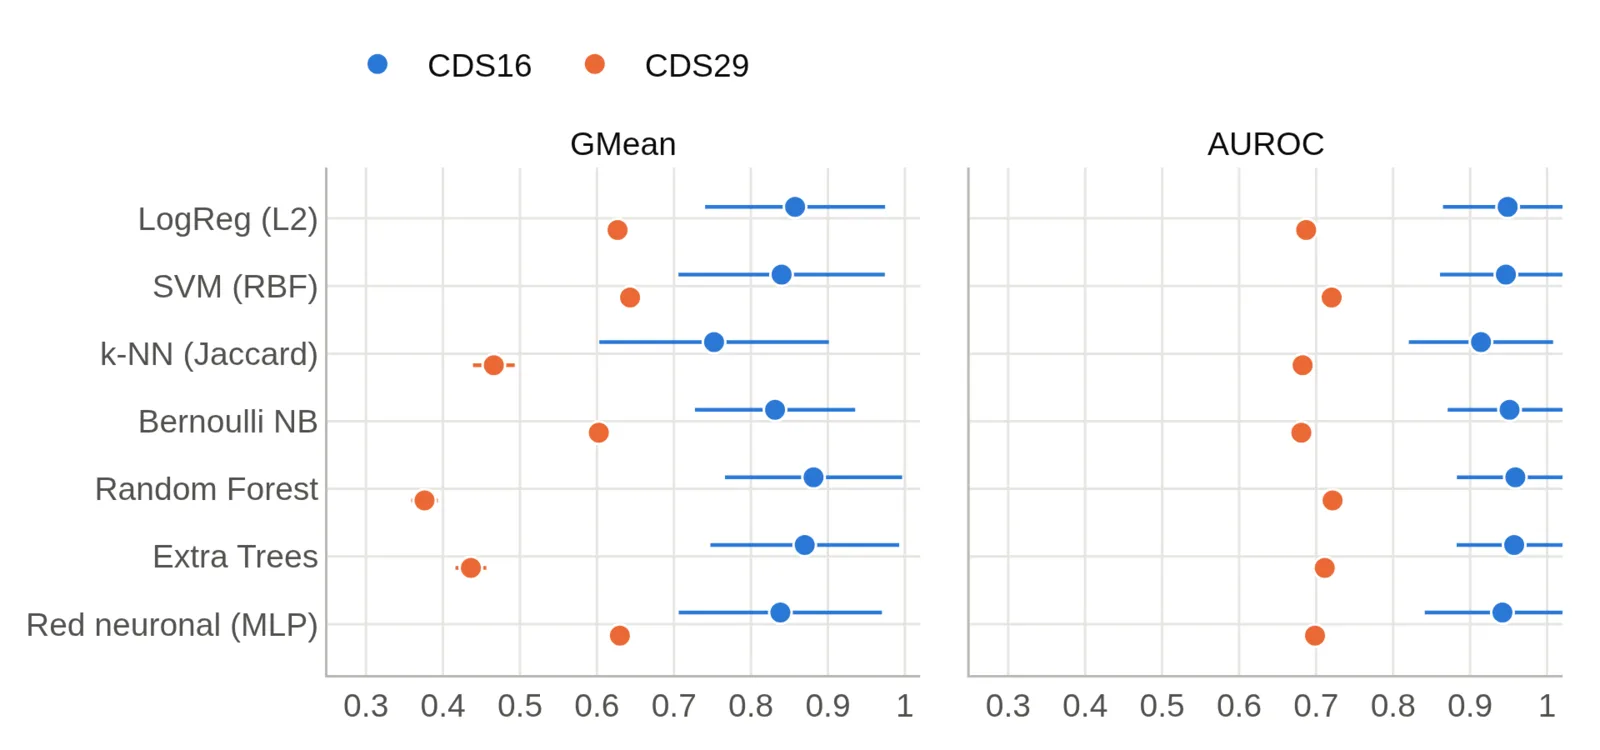 CDS16 CDS29
GMean AUROC
LogReg (L2)
SVM (RBF)
k-NN (Jaccard)
Bernoulli NB
Random Forest
Extra Trees
Red neuronal (MLP)
0.3 0.4 0.5 0.6 0.7 0.8 0.9 1 0.3 0.4 0.5 0.6 0.7 0.8 0.9 1